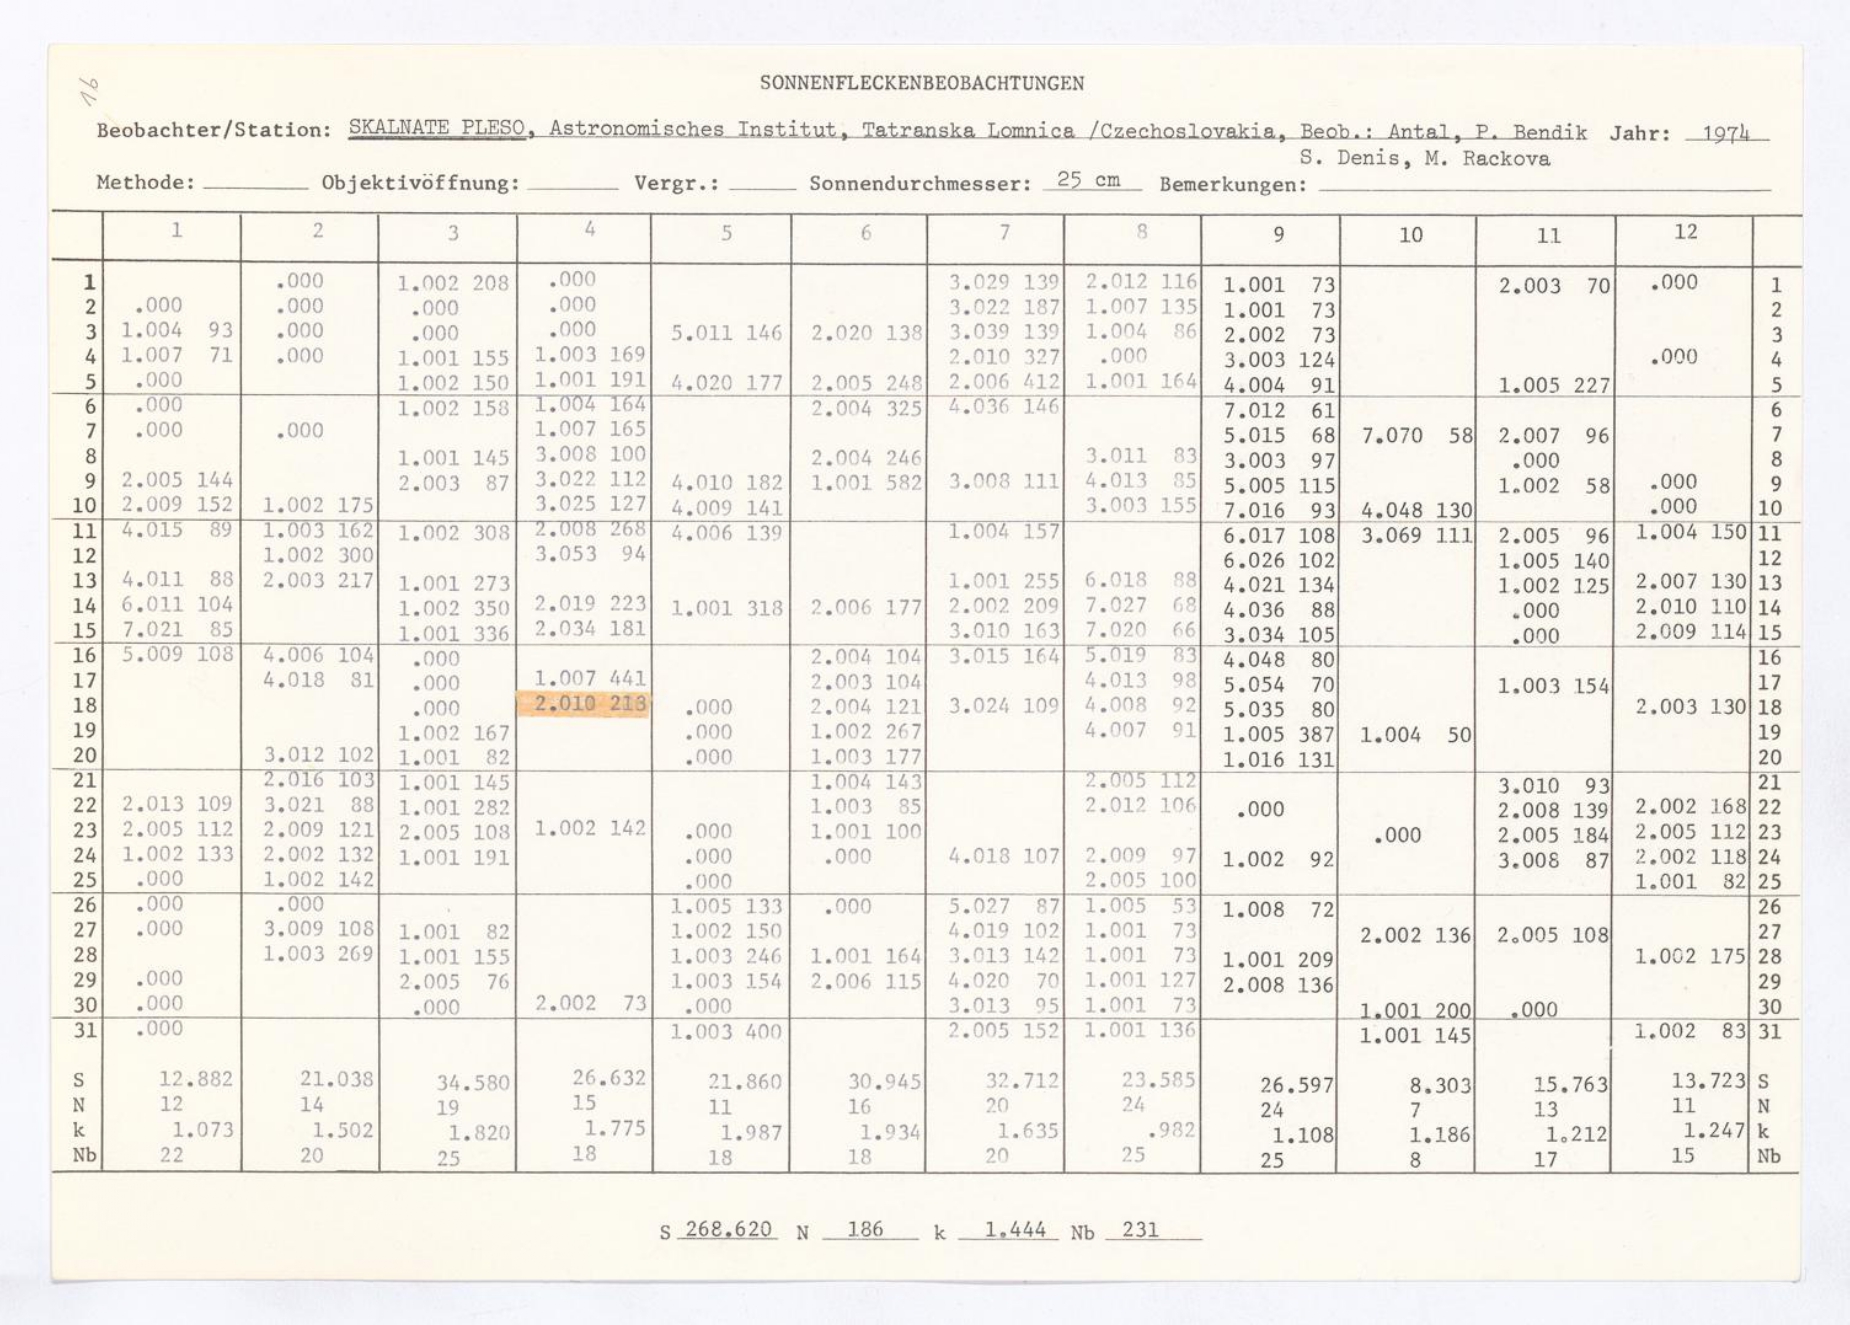 16
SONNENFLECKENBEOBACHTUNGEN
Beobachter/Station: SKALNATE PLESO, Astronomisches Institut, Tatranska Lomnica /Czechoslovakia, Beob.: Antal, P. Bendik Jahr: 1974
S. Denis, M. Rackova
Methode: Objektivöffnung: Vergr.: Sonnendurchmesser: 25 cm Bemerkungen:
1 2 3 4 5 6 7 8 9 10 11 12
1 .000 1.002 208 .000 3.029 139 2.012 116 1.001 73 2.003 70 .000 1
2 .000 .000 .000 .000 3.022 187 1.007 135 1.001 73 2
3 1.004 93 .000 .000 .000 5.011 146 2.020 138 3.039 139 1.004 86 2.002 73 3
4 1.007 71 .000 1.001 155 1.003 169 2.010 327 .000 3.003 124 .000 4
5 .000 1.002 150 1.001 191 4.020 177 2.005 248 2.006 412 1.001 164 4.004 91 1.005 227 5
6 .000 1.002 158 1.004 164 2.004 325 4.036 146 7.012 61 6
7 .000 .000 1.007 165 5.015 68 7.070 58 2.007 96 7
8 1.001 145 3.008 100 2.004 246 3.011 83 3.003 97 .000 8
9 2.005 144 2.003 87 3.022 112 4.010 182 1.001 582 3.008 111 4.013 85 5.005 115 1.002 58 .000 9
10 2.009 152 1.002 175 3.025 127 4.009 141 3.003 155 7.016 93 4.048 130 .000 10
11 4.015 89 1.003 162 1.002 308 2.008 268 4.006 139 1.004 157 6.017 108 3.069 111 2.005 96 1.004 150 11
12 1.002 300 3.053 94 6.026 102 1.005 140 12
13 4.011 88 2.003 217 1.001 273 1.001 255 6.018 88 4.021 134 1.002 125 2.007 130 13
14 6.011 104 1.002 350 2.019 223 1.001 318 2.006 177 2.002 209 7.027 68 4.036 88 .000 2.010 110 14
15 7.021 85 1.001 336 2.034 181 3.010 163 7.020 66 3.034 105 .000 2.009 114 15
16 5.009 108 4.006 104 .000 2.004 104 3.015 164 5.019 83 4.048 80 16
17 4.018 81 .000 1.007 441 2.003 104 4.013 98 5.054 70 1.003 154 17
18 .000 2.010 218 .000 2.004 121 3.024 109 4.008 92 5.035 80 2.003 130 18
19 1.002 167 .000 1.002 267 4.007 91 1.005 387 1.004 50 19
20 3.012 102 1.001 82 .000 1.003 177 1.016 131 20
21 2.016 103 1.001 145 1.004 143 2.005 112 3.010 93 21
22 2.013 109 3.021 88 1.001 282 1.003 85 2.012 106 .000 2.008 139 2.002 168 22
23 2.005 112 2.009 121 2.005 108 1.002 142 .000 1.001 100 .000 2.005 184 2.005 112 23
24 1.002 133 2.002 132 1.001 191 .000 .000 4.018 107 2.009 97 1.002 92 3.008 87 2.002 118 24
25 .000 1.002 142 .000 2.005 100 1.001 82 25
26 .000 .000 1.005 133 .000 5.027 87 1.005 53 1.008 72 26
27 .000 3.009 108 1.001 82 1.002 150 4.019 102 1.001 73 2.002 136 2.005 108 27
28 1.003 269 1.001 155 1.003 246 1.001 164 3.013 142 1.001 73 1.001 209 1.002 175 28
29 .000 2.005 76 1.003 154 2.006 115 4.020 70 1.001 127 2.008 136 29
30 .000 .000 2.002 73 .000 3.013 95 1.001 73 1.001 200 .000 30
31 .000 1.003 400 2.005 152 1.001 136 1.001 145 1.002 83 31
S 12.882 21.038 34.580 26.632 21.860 30.945 32.712 23.585 26.597 8.303 15.763 13.723 S
N 12 14 19 15 11 16 20 24 24 7 13 11 N
k 1.073 1.502 1.820 1.775 1.987 1.934 1.635 .982 1.108 1.186 1.212 1.247 k
Nb 22 20 25 18 18 18 20 25 25 8 17 15 Nb
S 268.620 N 186 k 1.444 Nb 231